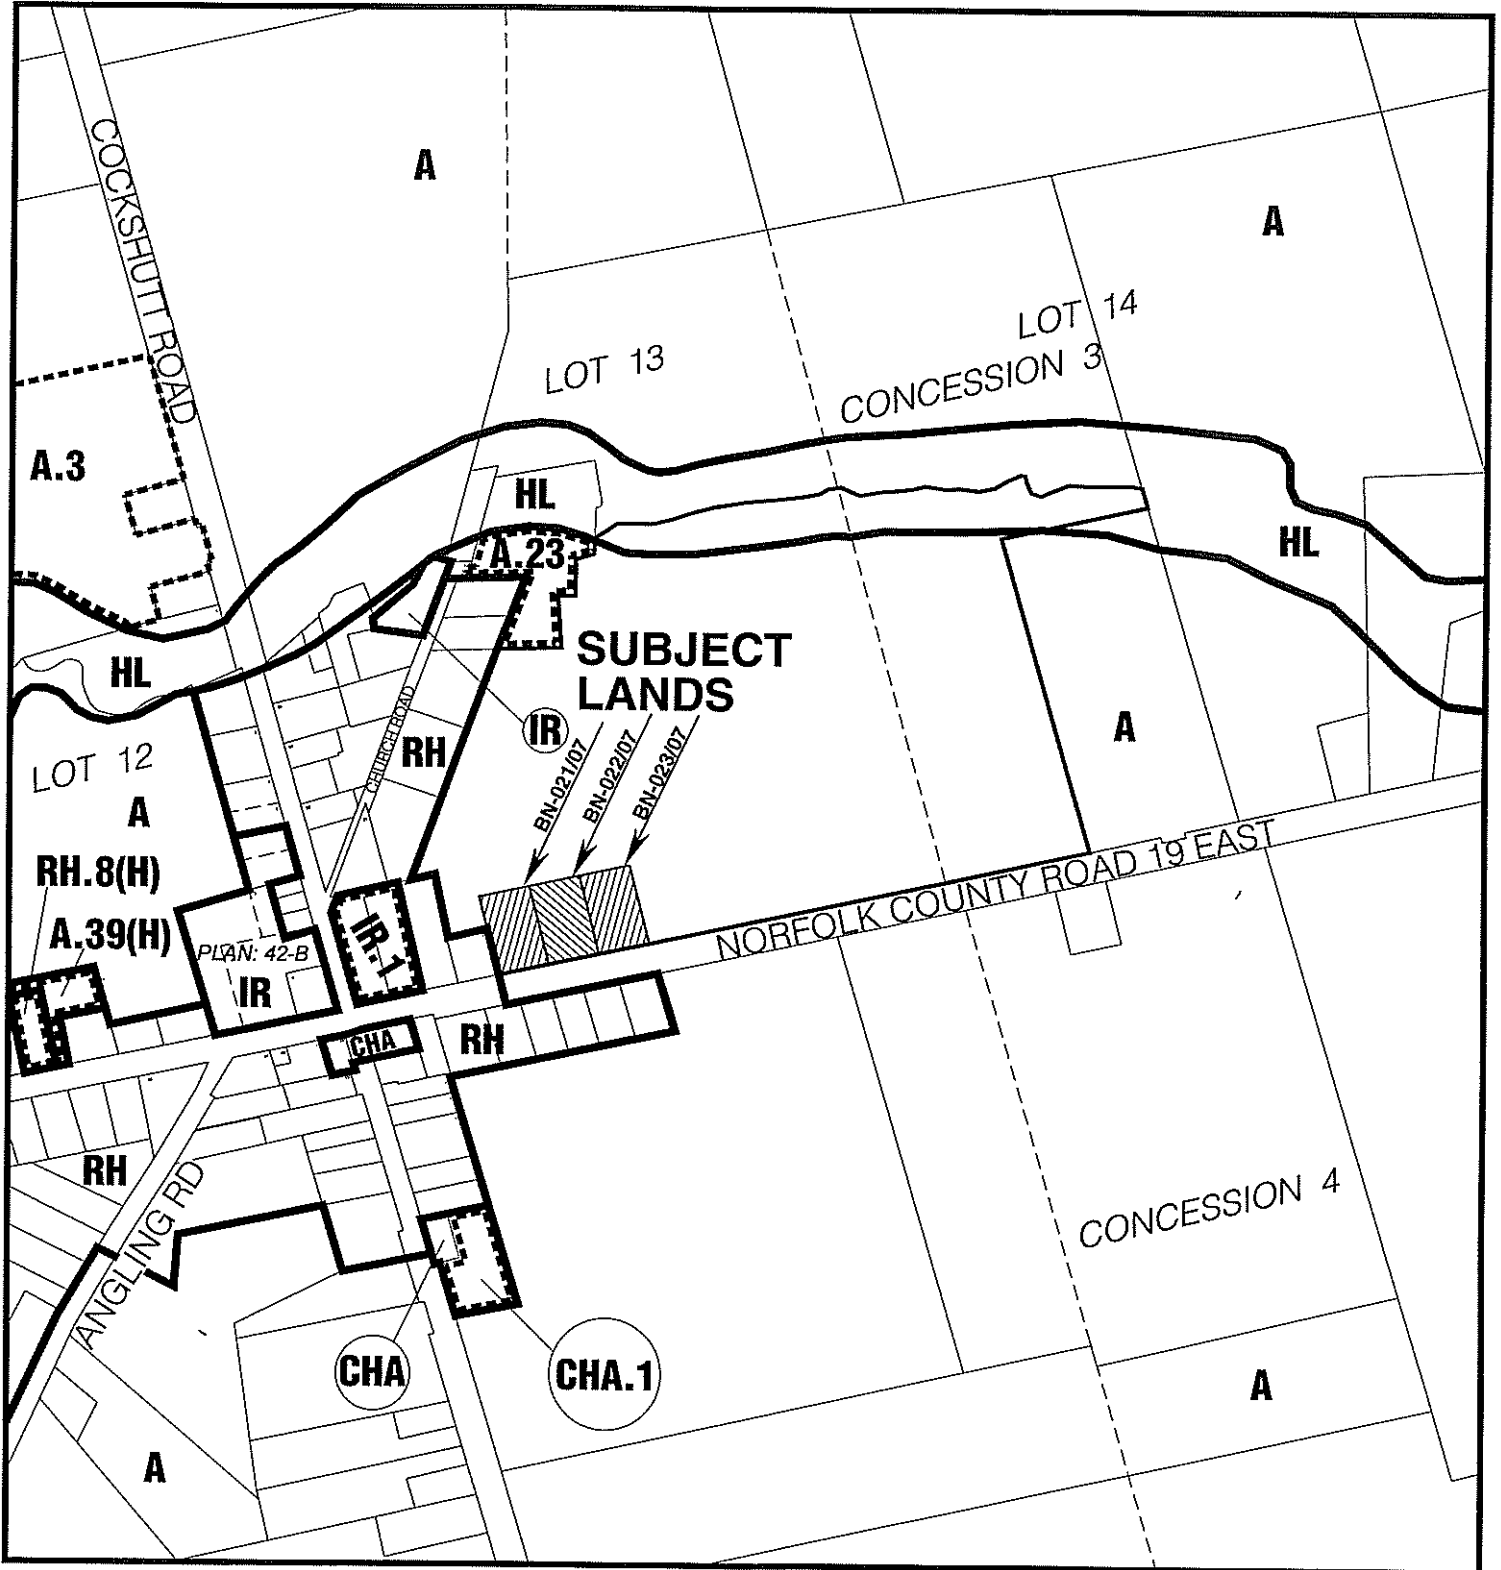 COCKSHUTT ROAD
A
A
LOT 14
CONCESSION 3
LOT 13
A.3
HL
A.23
HL
SUBJECT
LANDS
HL
IR
CHURCH ROAD
RH
A
BN-021/07
BN-022/07
BN-023/07
LOT 12
A
RH.8(H)
A.39(H)
PLAN: 42-B
IR
IR.1
NORFOLK COUNTY ROAD 19 EAST
CHA
RH
RH
ANGLING RD
CONCESSION 4
CHA
CHA.1
A
A